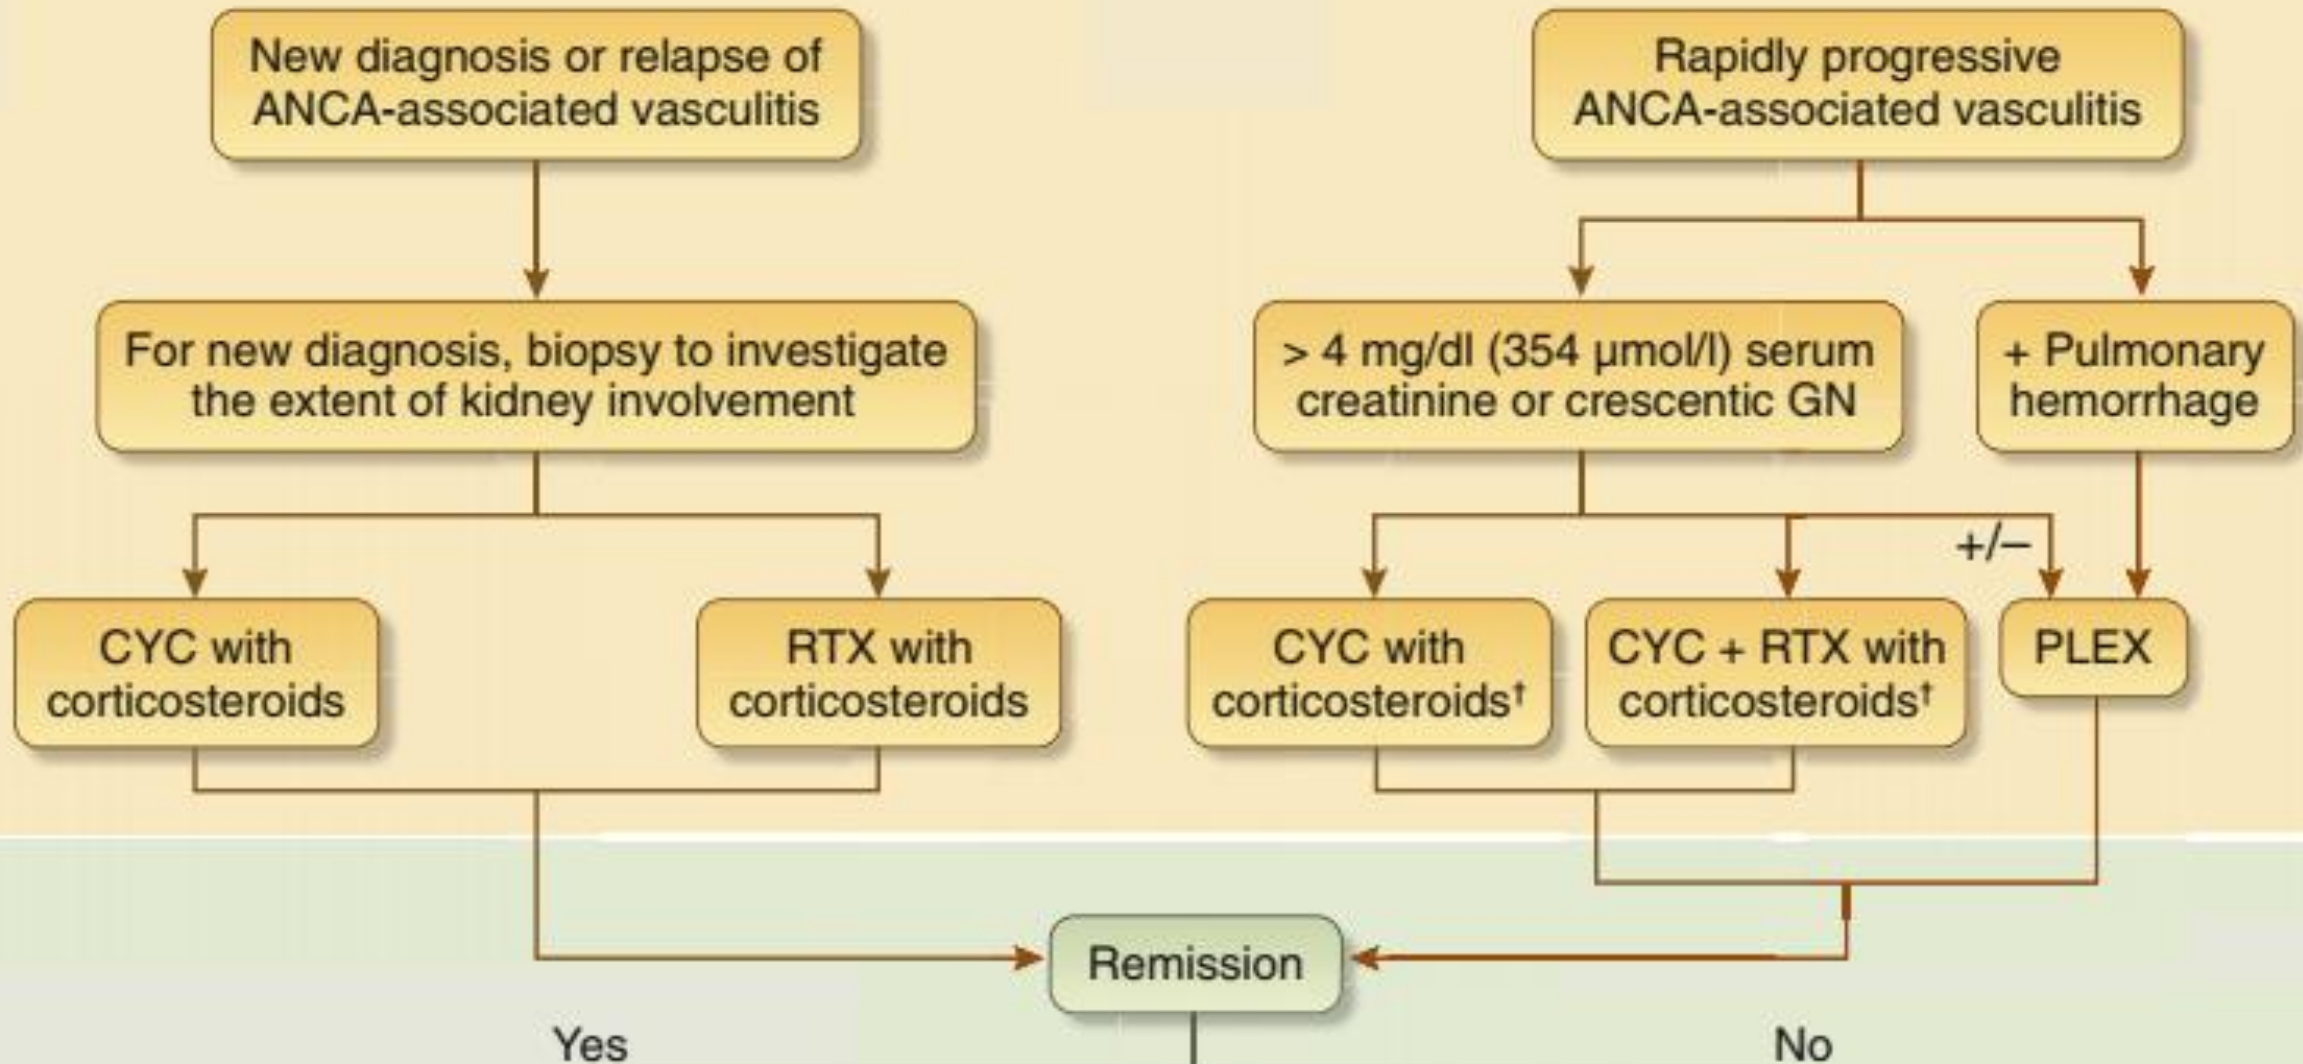 New diagnosis or relapse of
ANCA-associated vasculitis
Rapidly progressive
ANCA-associated vasculitis
For new diagnosis, biopsy to investigate
the extent of kidney involvement
> 4 mg/dl (354 µmol/l) serum
creatinine or crescentic GN
+ Pulmonary
hemorrhage
+/–
CYC with
corticosteroids
RTX with
corticosteroids
CYC with
corticosteroids†
CYC + RTX with
corticosteroids†
PLEX
Remission
Yes
No